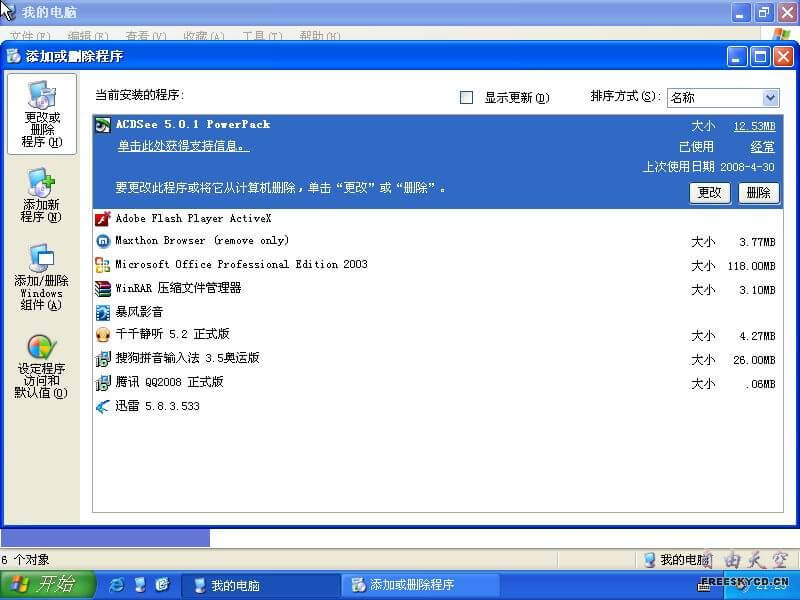 我的电脑
文件(F) 编辑(E) 查看(V) 收藏(A) 工具(T) 帮助(H)
添加或删除程序
更改或
删除
程序(H)
添加新
程序(N)
添加/删除
Windows
组件(A)
设定程序
访问和
默认值(O)
当前安装的程序:
显示更新(D)
排序方式(S): 名称
ACDSee 5.0.1 PowerPack 大小 12.53MB
单击此处获得支持信息。 已使用 经常
上次使用日期 2008-4-30
要更改此程序或将它从计算机删除，单击“更改”或“删除”。 更改 删除
Adobe Flash Player ActiveX
Maxthon Browser (remove only) 大小 3.77MB
Microsoft Office Professional Edition 2003 大小 118.00MB
WinRAR 压缩文件管理器 大小 3.10MB
暴风影音
千千静听 5.2 正式版 大小 4.27MB
搜狗拼音输入法 3.5奥运版 大小 26.00MB
腾讯 QQ2008 正式版 大小 .06MB
迅雷 5.8.3.533
6 个对象 我的电脑
自由天空
开始 我的电脑 添加或删除程序
FREESKYCD.CN